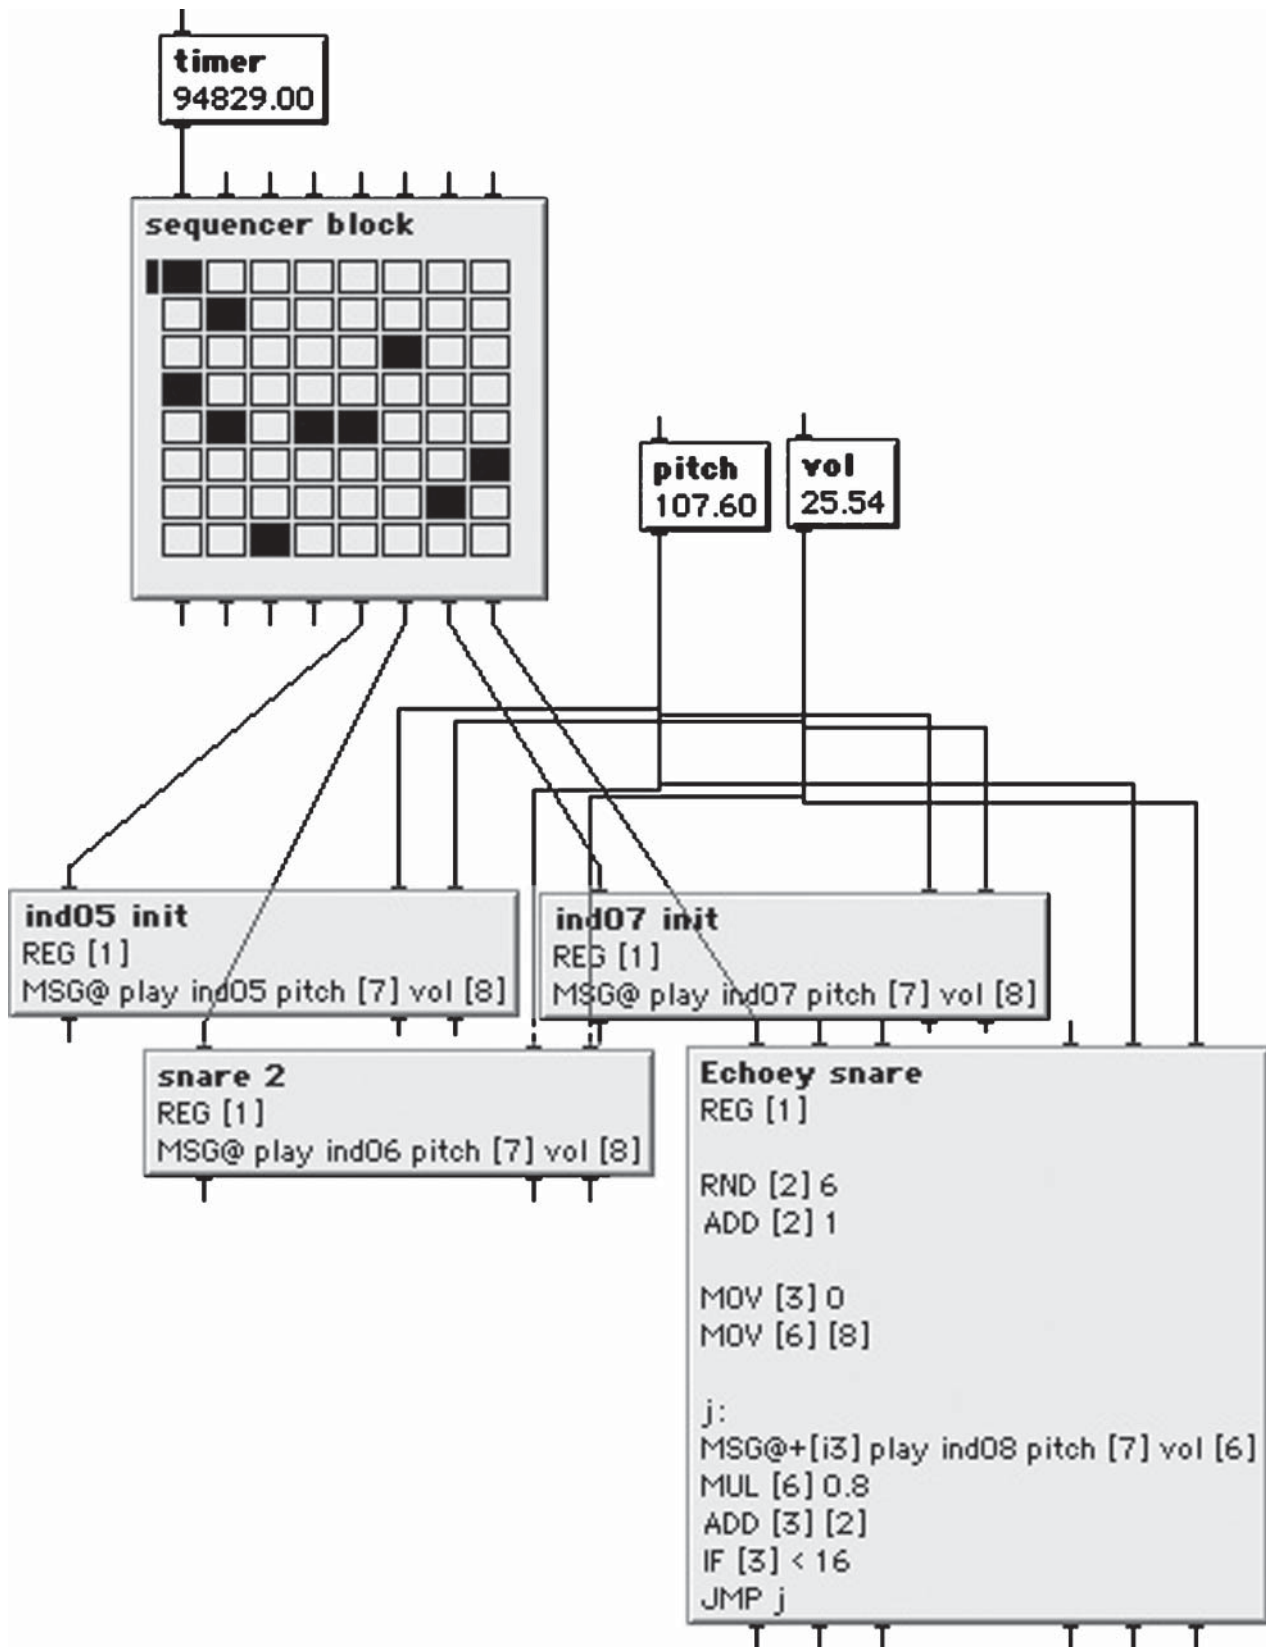 timer
94829.00
sequencer block
pitch
107.60
vol
25.54
ind05 init
REG [1]
MSG@ play ind05 pitch [7] vol [8]
ind07 init
REG [1]
MSG@ play ind07 pitch [7] vol [8]
snare 2
REG [1]
MSG@ play ind06 pitch [7] vol [8]
Echoey snare
REG [1]
RND [2] 6
ADD [2] 1
MOV [3] 0
MOV [6] [8]
j:
MSG@+[i3] play ind08 pitch [7] vol [6]
MUL [6] 0.8
ADD [3] [2]
IF [3] < 16
JMP j